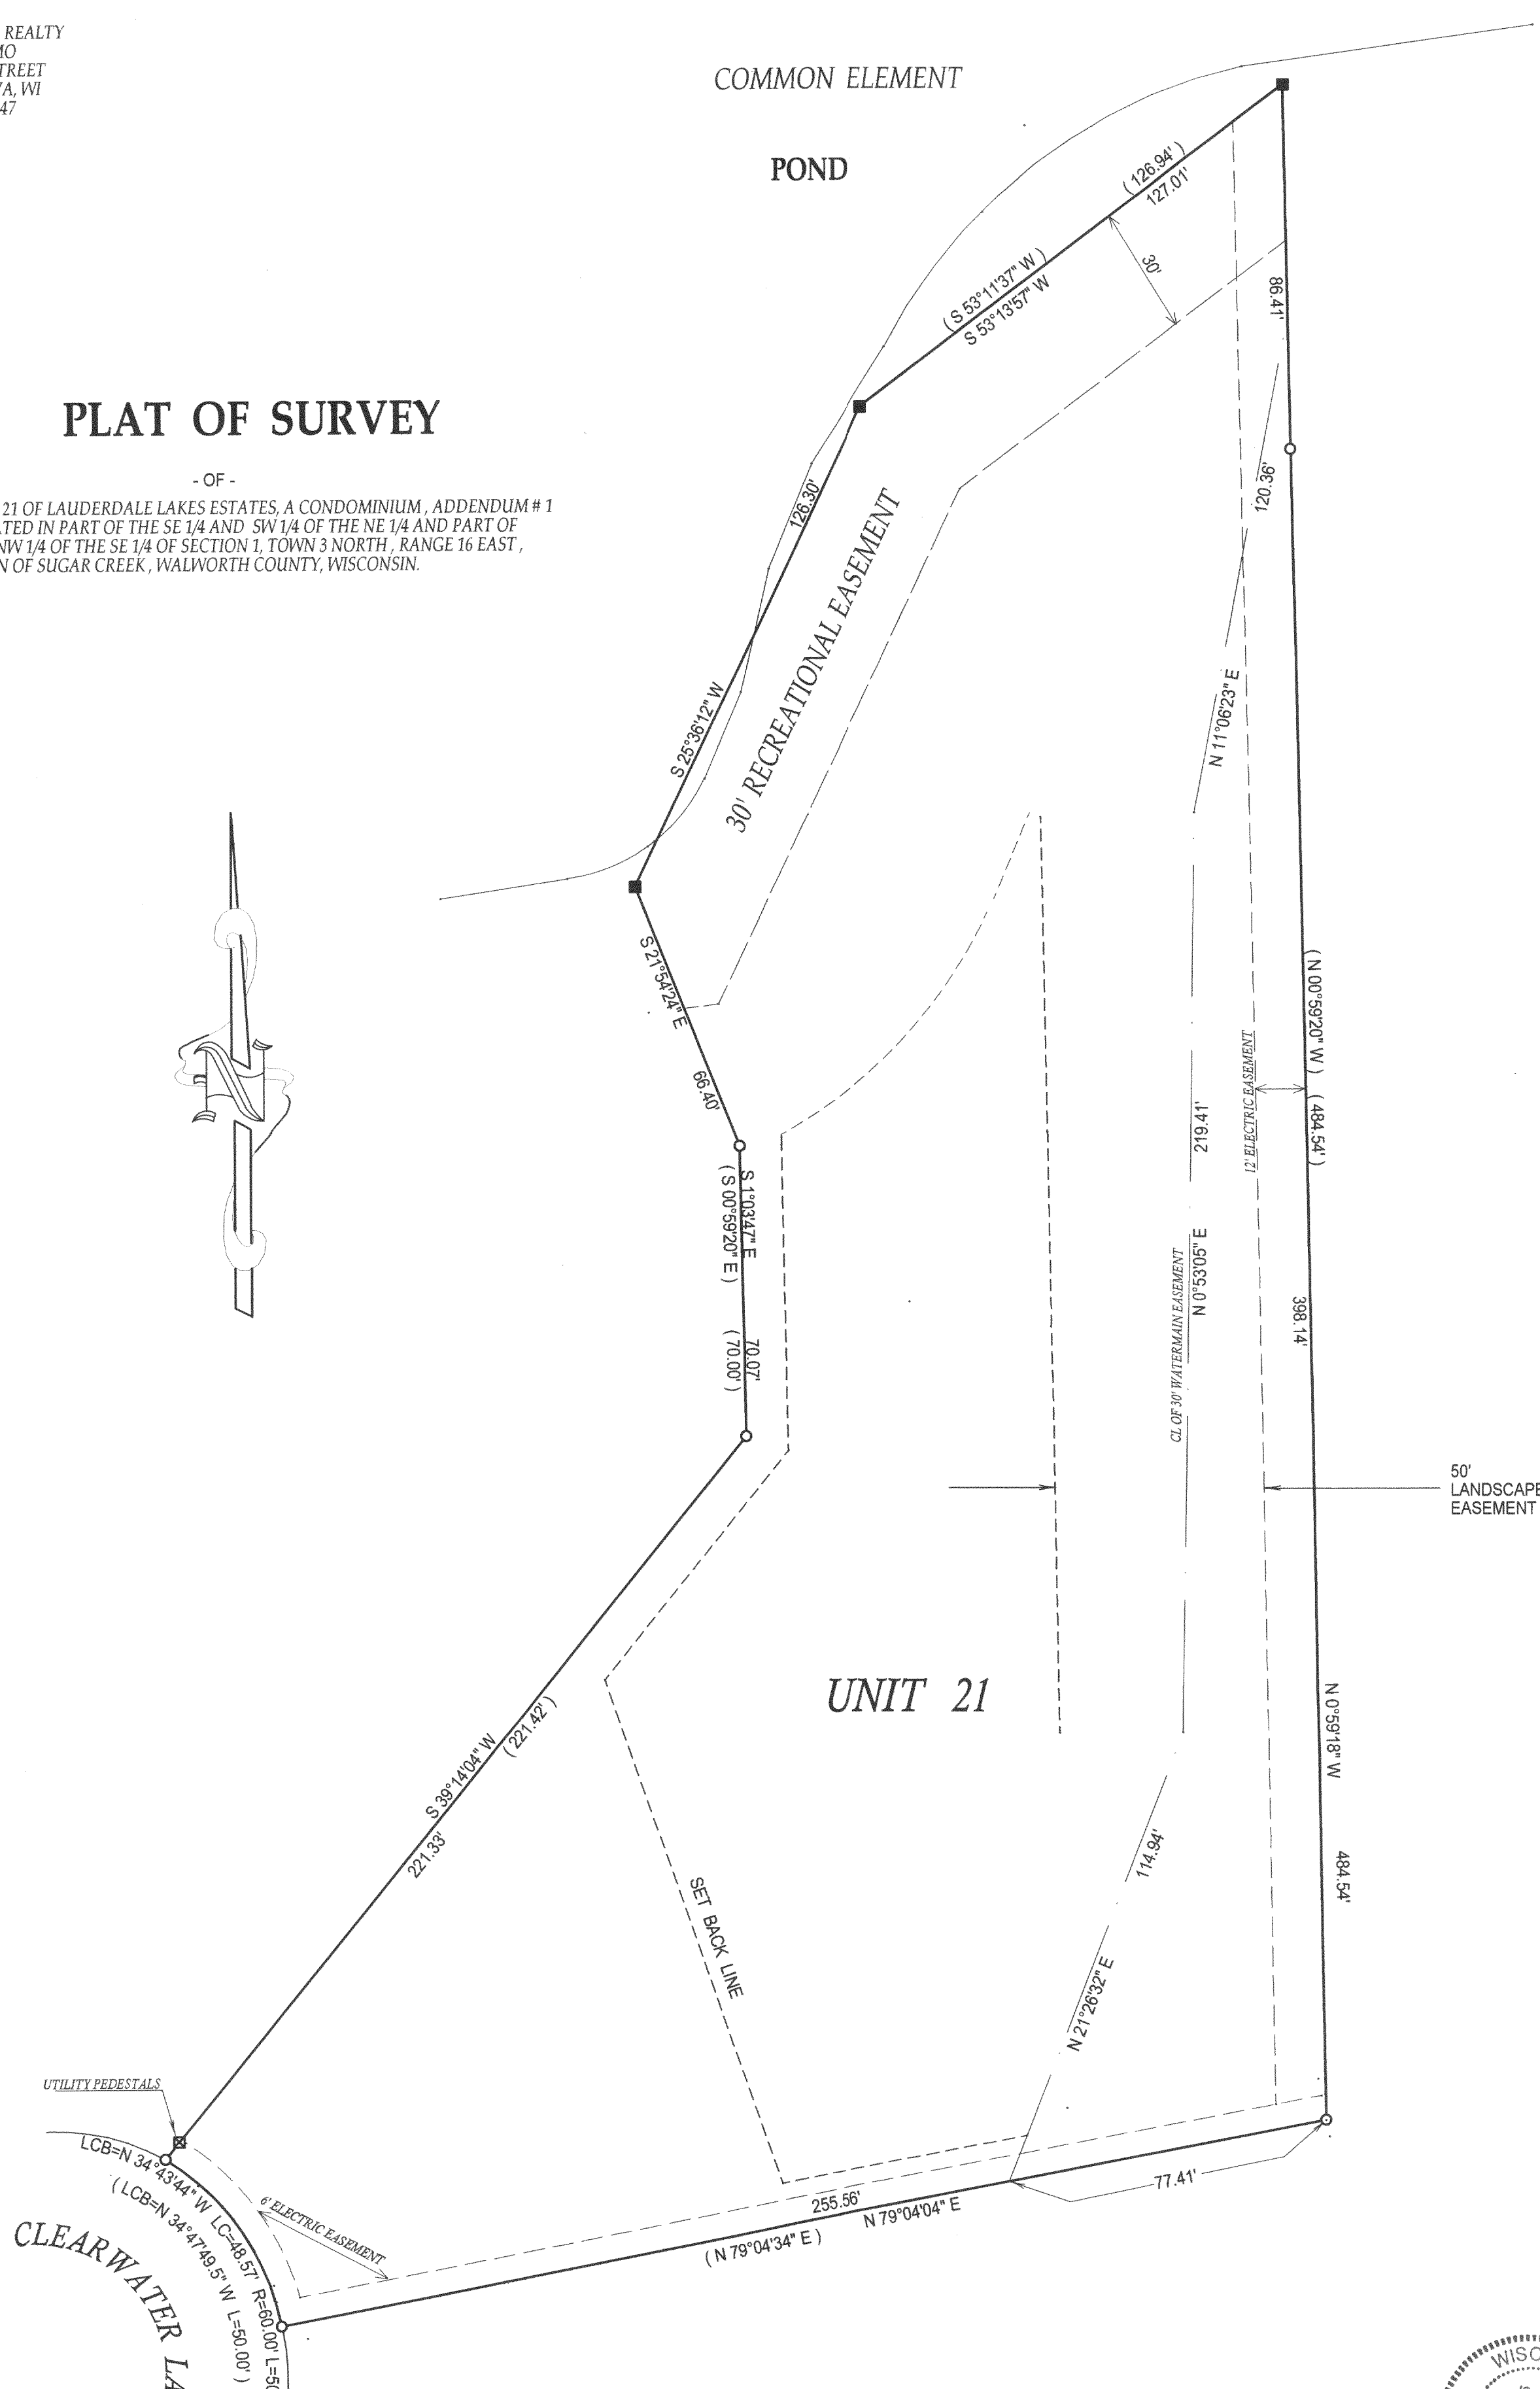 REALTY
STREET
WI
47
COMMON ELEMENT
POND
( 126.94' )
127.01'
( S 53°11'37" W )
S 53°13'57" W
30'
86.41'
PLAT OF SURVEY
- OF -
21 OF LAUDERDALE LAKES ESTATES, A CONDOMINIUM , ADDENDUM # 1
TED IN PART OF THE SE 1/4 AND SW 1/4 OF THE NE 1/4 AND PART OF
NW 1/4 OF THE SE 1/4 OF SECTION 1, TOWN 3 NORTH , RANGE 16 EAST ,
N OF SUGAR CREEK , WALWORTH COUNTY, WISCONSIN.
126.30'
S 25°36'12" W
30' RECREATIONAL EASEMENT
120.36'
N 11°06'23" E
N
S 21°54'24" E
66.40'
S 1°03'47" E
( S 00°59'20" E )
70.07'
( 70.00' )
219.41'
N 0°53'05" E
CL OF 30' WATERMAIN EASEMENT
12' ELECTRIC EASEMENT
( N 00°59'20" W ) ( 484.54' )
398.14'
50'
LANDSCAPE
EASEMENT
UNIT 21
N 0°59'18" W
484.54'
S 39°14'04" W
( 221.42' )
221.33'
SET BACK LINE
114.94'
N 21°26'32" E
UTILITY PEDESTALS
LCB=N 34°43'44" W LC=48.57' R=60.00' L=50
( LCB=N 34°47'49.5" W L=50.00' )
6' ELECTRIC EASEMENT
255.56'
N 79°04'04" E
( N 79°04'34" E )
77.41'
CLEARWATER LA
WISC